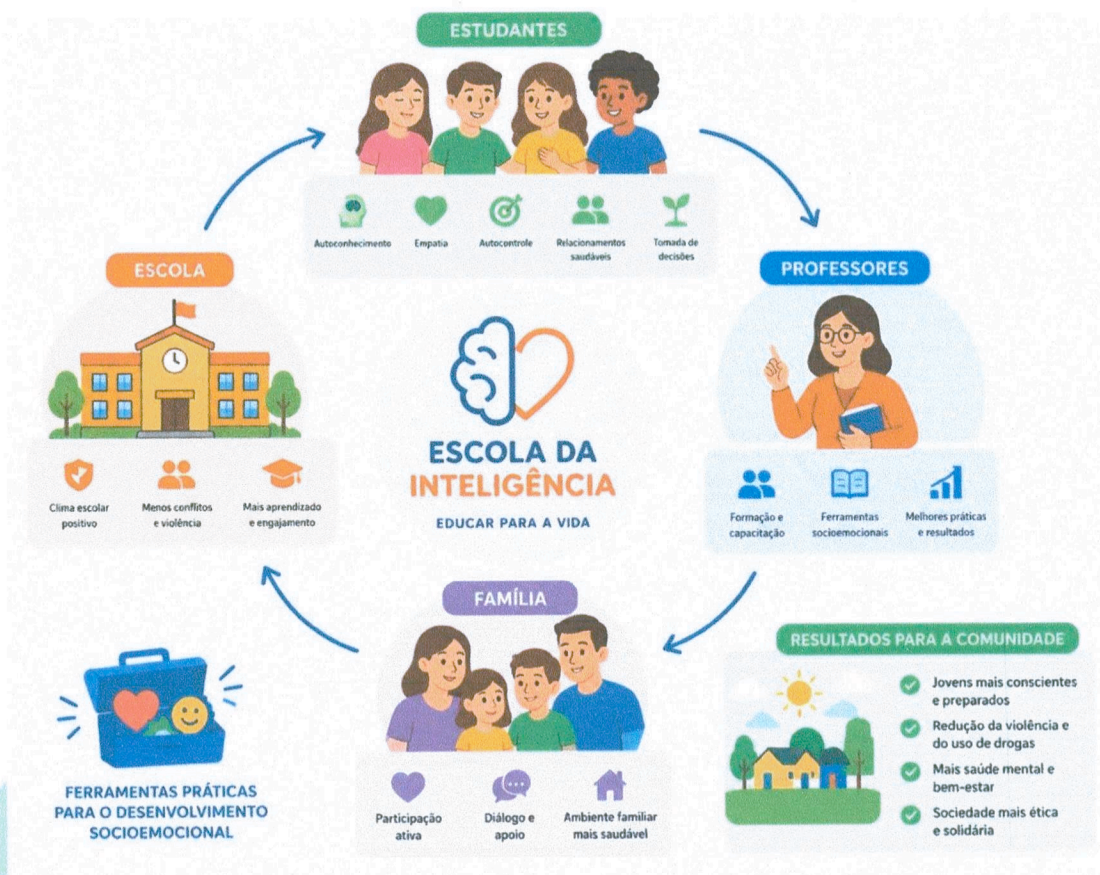 ESTUDANTES
Autoconhecimento
Empatia
Autocontrole
Relacionamentos
saudáveis
Tomada de
decisões
ESCOLA
Clima escolar
positivo
Menos conflitos
e violência
Mais aprendizado
e engajamento
PROFESSORES
Formação e
capacitação
Ferramentas
socioemocionais
Melhores práticas
e resultados
ESCOLA DA
INTELIGÊNCIA
EDUCAR PARA A VIDA
FAMÍLIA
Participação
ativa
Diálogo e
apoio
Ambiente familiar
mais saudável
FERRAMENTAS PRÁTICAS
PARA O DESENVOLVIMENTO
SOCIOEMOCIONAL
RESULTADOS PARA A COMUNIDADE
Jovens mais conscientes
e preparados
Redução da violência e
do uso de drogas
Mais saúde mental e
bem-estar
Sociedade mais ética
e solidária